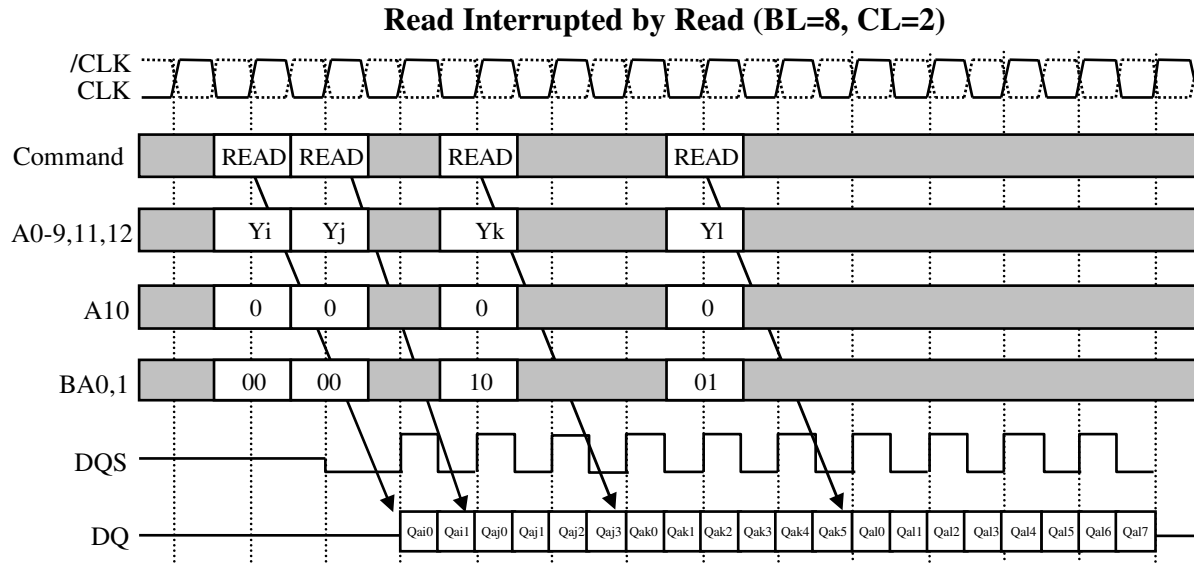 Read Interrupted by Read (BL=8, CL=2)
/CLK
CLK
Command READ READ READ READ
A0-9,11,12 Yi Yj Yk Yl
A10 0 0 0 0
BA0,1 00 00 10 01
DQS
DQ Qai0 Qai1 Qaj0 Qaj1 Qaj2 Qaj3 Qak0 Qak1 Qak2 Qak3 Qak4 Qak5 Qal0 Qal1 Qal2 Qal3 Qal4 Qal5 Qal6 Qal7